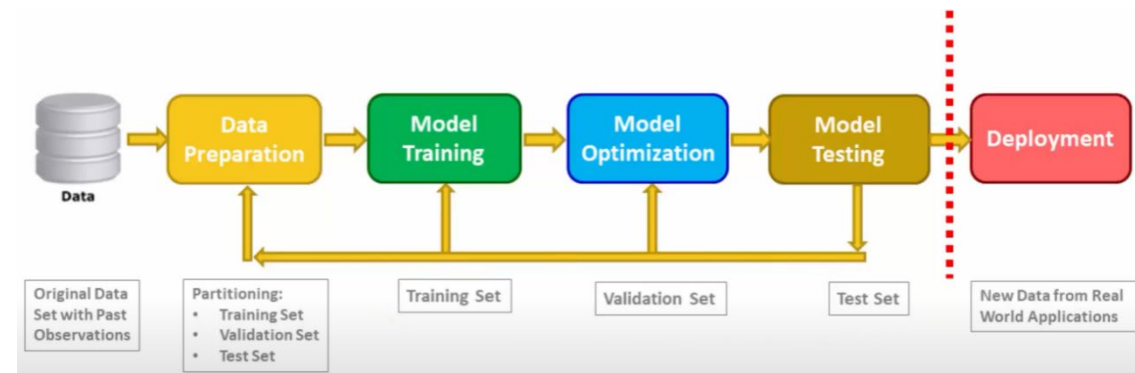 Data
Data
Preparation
Model
Training
Model
Optimization
Model
Testing
Deployment
Original Data
Set with Past
Observations
Partitioning:
• Training Set
• Validation Set
• Test Set
Training Set
Validation Set
Test Set
New Data from Real
World Applications